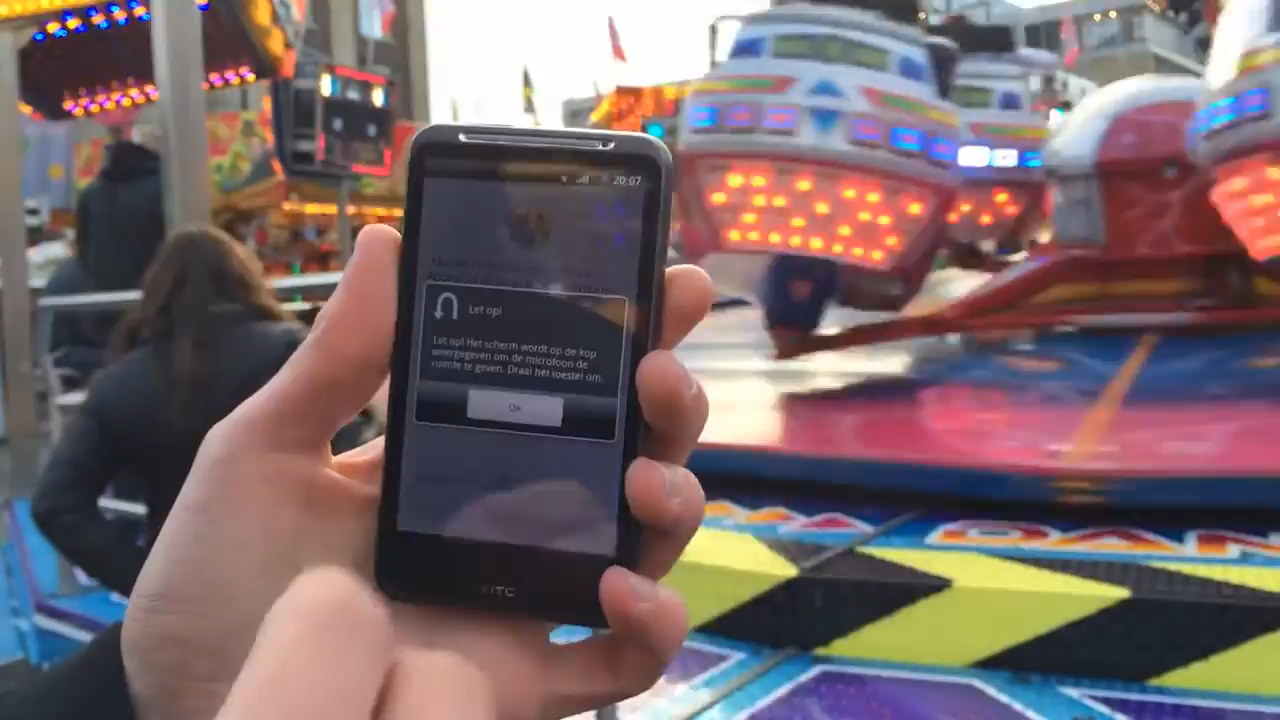 20:07
Let op!
Let op! Het scherm wordt op de kop
weergegeven om de microfoon de
ruimte te geven. Draai het toestel om.
Ok
HTC
DAN